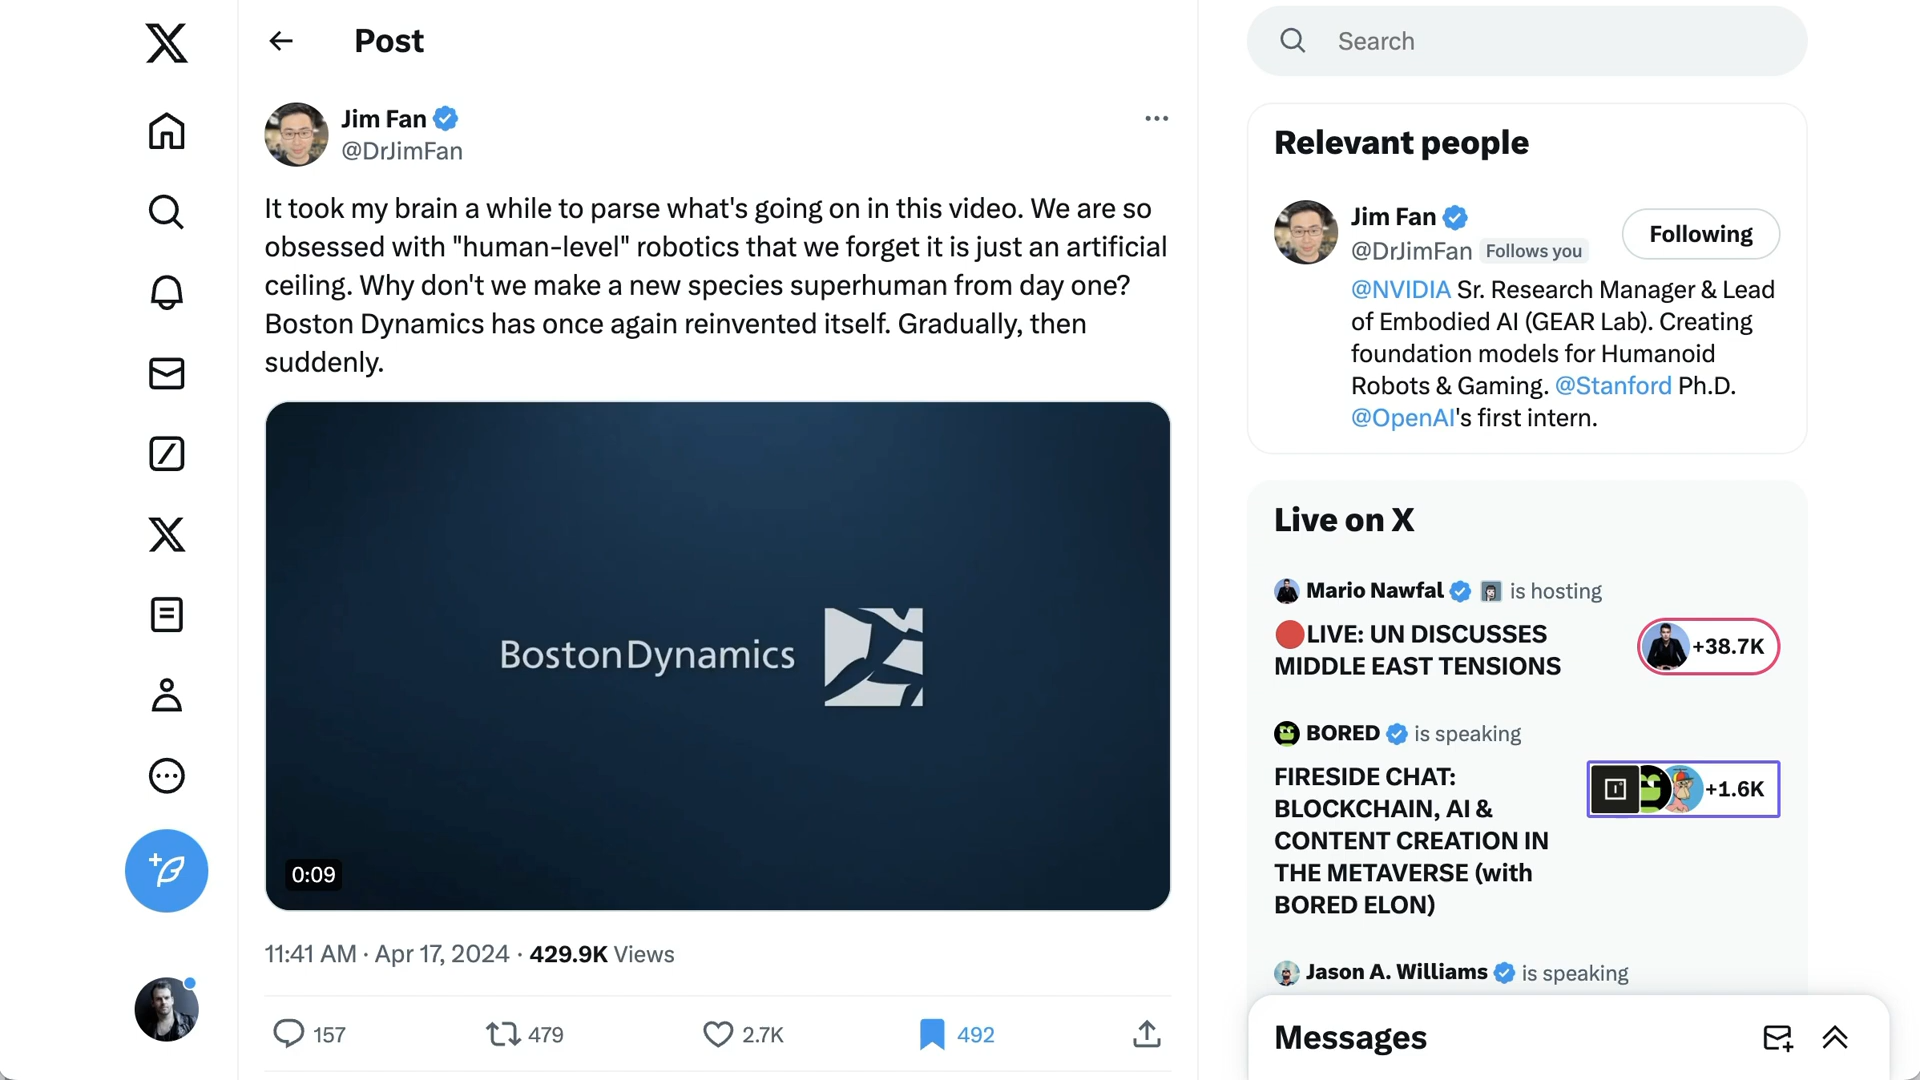 Post
Search
Jim Fan
@DrJimFan
It took my brain a while to parse what's going on in this video. We are so
obsessed with "human-level" robotics that we forget it is just an artificial
ceiling. Why don't we make a new species superhuman from day one?
Boston Dynamics has once again reinvented itself. Gradually, then
suddenly.
BostonDynamics
0:09
11:41 AM · Apr 17, 2024 · 429.9K Views
157
479
2.7K
492
Relevant people
Jim Fan
@DrJimFan Follows you
Following
@NVIDIA Sr. Research Manager & Lead
of Embodied AI (GEAR Lab). Creating
foundation models for Humanoid
Robots & Gaming. @Stanford Ph.D.
@OpenAI's first intern.
Live on X
Mario Nawfal is hosting
LIVE: UN DISCUSSES
MIDDLE EAST TENSIONS
+38.7K
BORED is speaking
FIRESIDE CHAT:
BLOCKCHAIN, AI &
CONTENT CREATION IN
THE METAVERSE (with
BORED ELON)
+1.6K
Jason A. Williams is speaking
Messages